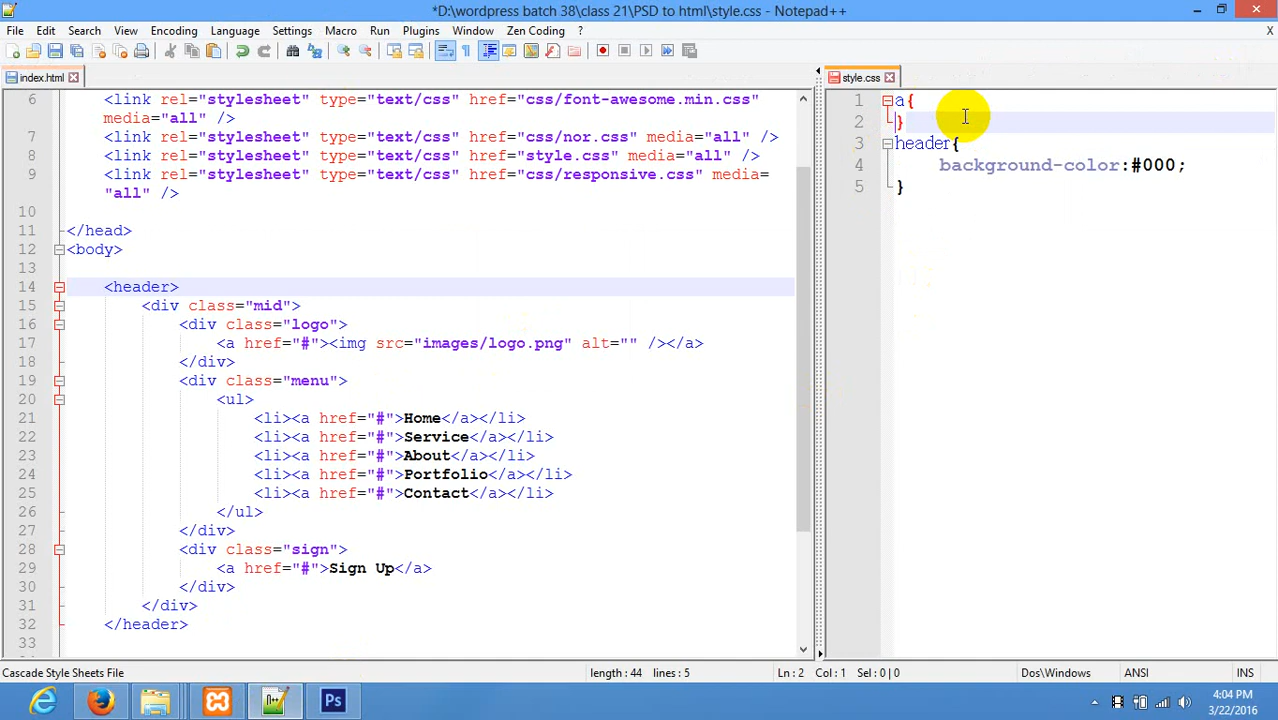 *D:\wordpress batch 38\class 21\PSD to html\style.css - Notepad++
File Edit Search View Encoding Language Settings Macro Run Plugins Window Zen Coding ? X
index.html
6 <link rel="stylesheet" type="text/css" href="css/font-awesome.min.css"
media="all" />
7 <link rel="stylesheet" type="text/css" href="css/nor.css" media="all" />
8 <link rel="stylesheet" type="text/css" href="style.css" media="all" />
9 <link rel="stylesheet" type="text/css" href="css/responsive.css" media=
"all" />
10
11 </head>
12 <body>
13
14 <header>
15 <div class="mid">
16 <div class="logo">
17 <a href="#"><img src="images/logo.png" alt="" /></a>
18 </div>
19 <div class="menu">
20 <ul>
21 <li><a href="#">Home</a></li>
22 <li><a href="#">Service</a></li>
23 <li><a href="#">About</a></li>
24 <li><a href="#">Portfolio</a></li>
25 <li><a href="#">Contact</a></li>
26 </ul>
27 </div>
28 <div class="sign">
29 <a href="#">Sign Up</a>
30 </div>
31 </div>
32 </header>
33
style.css
1 a{
2 }
3 header{
4 background-color:#000;
5 }
Cascade Style Sheets File length : 44 lines : 5 Ln : 2 Col : 1 Sel : 0 | 0 Dos\Windows ANSI INS
Ps
4:04 PM
3/22/2016